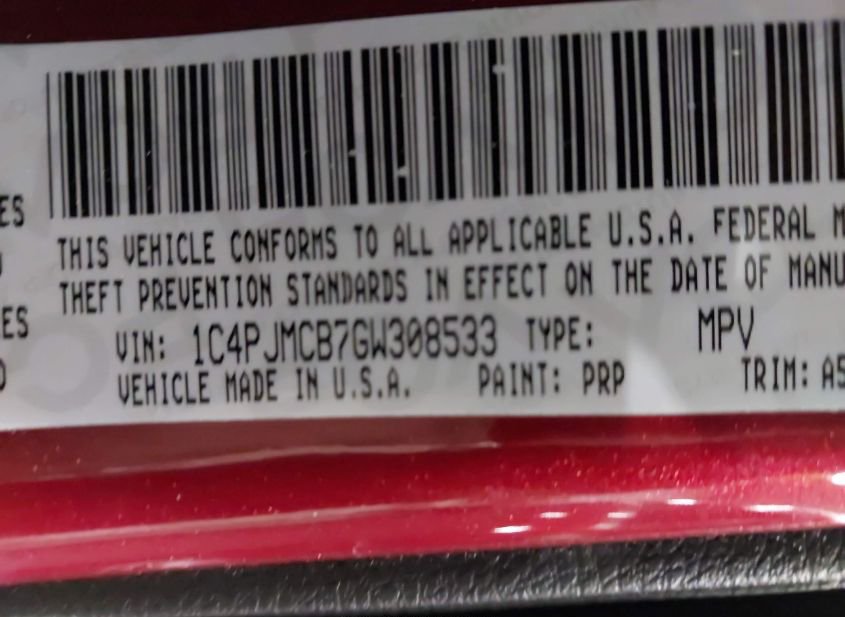 ES
THIS VEHICLE CONFORMS TO ALL APPLICABLE U.S.A. FEDERAL M
THEFT PREVENTION STANDARDS IN EFFECT ON THE DATE OF MANU
ES
VIN: 1C4PJMCB7GW308533 TYPE: MPV
VEHICLE MADE IN U.S.A. PAINT: PRP TRIM: A5